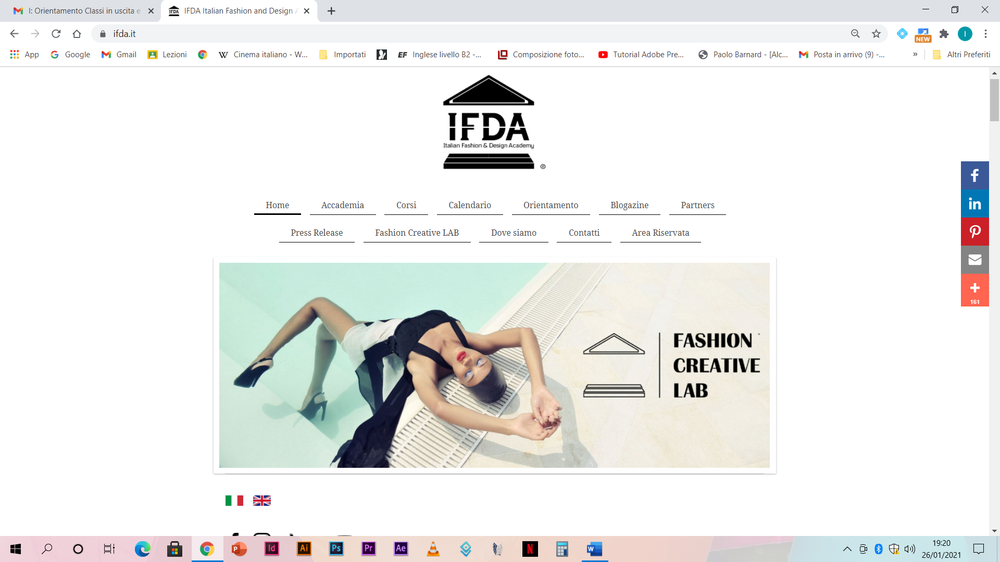 I: Orientamento Classi in uscita e
IFDA Italian Fashion and Design A
ifda.it
I
NEW
App
Google
Gmail
Lezioni
Cinema italiano - W...
Importati
EF Inglese livello B2 -...
Composizione foto...
Tutorial Adobe Pre...
Paolo Barnard - [Alc...
Posta in arrivo (9) -...
»
Altri Preferiti
IFDA
Italian Fashion & Design Academy
®
Home
Accademia
Corsi
Calendario
Orientamento
Blogazine
Partners
Press Release
Fashion Creative LAB
Dove siamo
Contatti
Area Riservata
FASHION
CREATIVE
LAB
161
19:20
26/01/2021